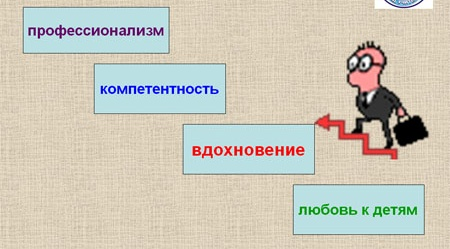 профессионализм
компетентность
вдохновение
любовь к детям